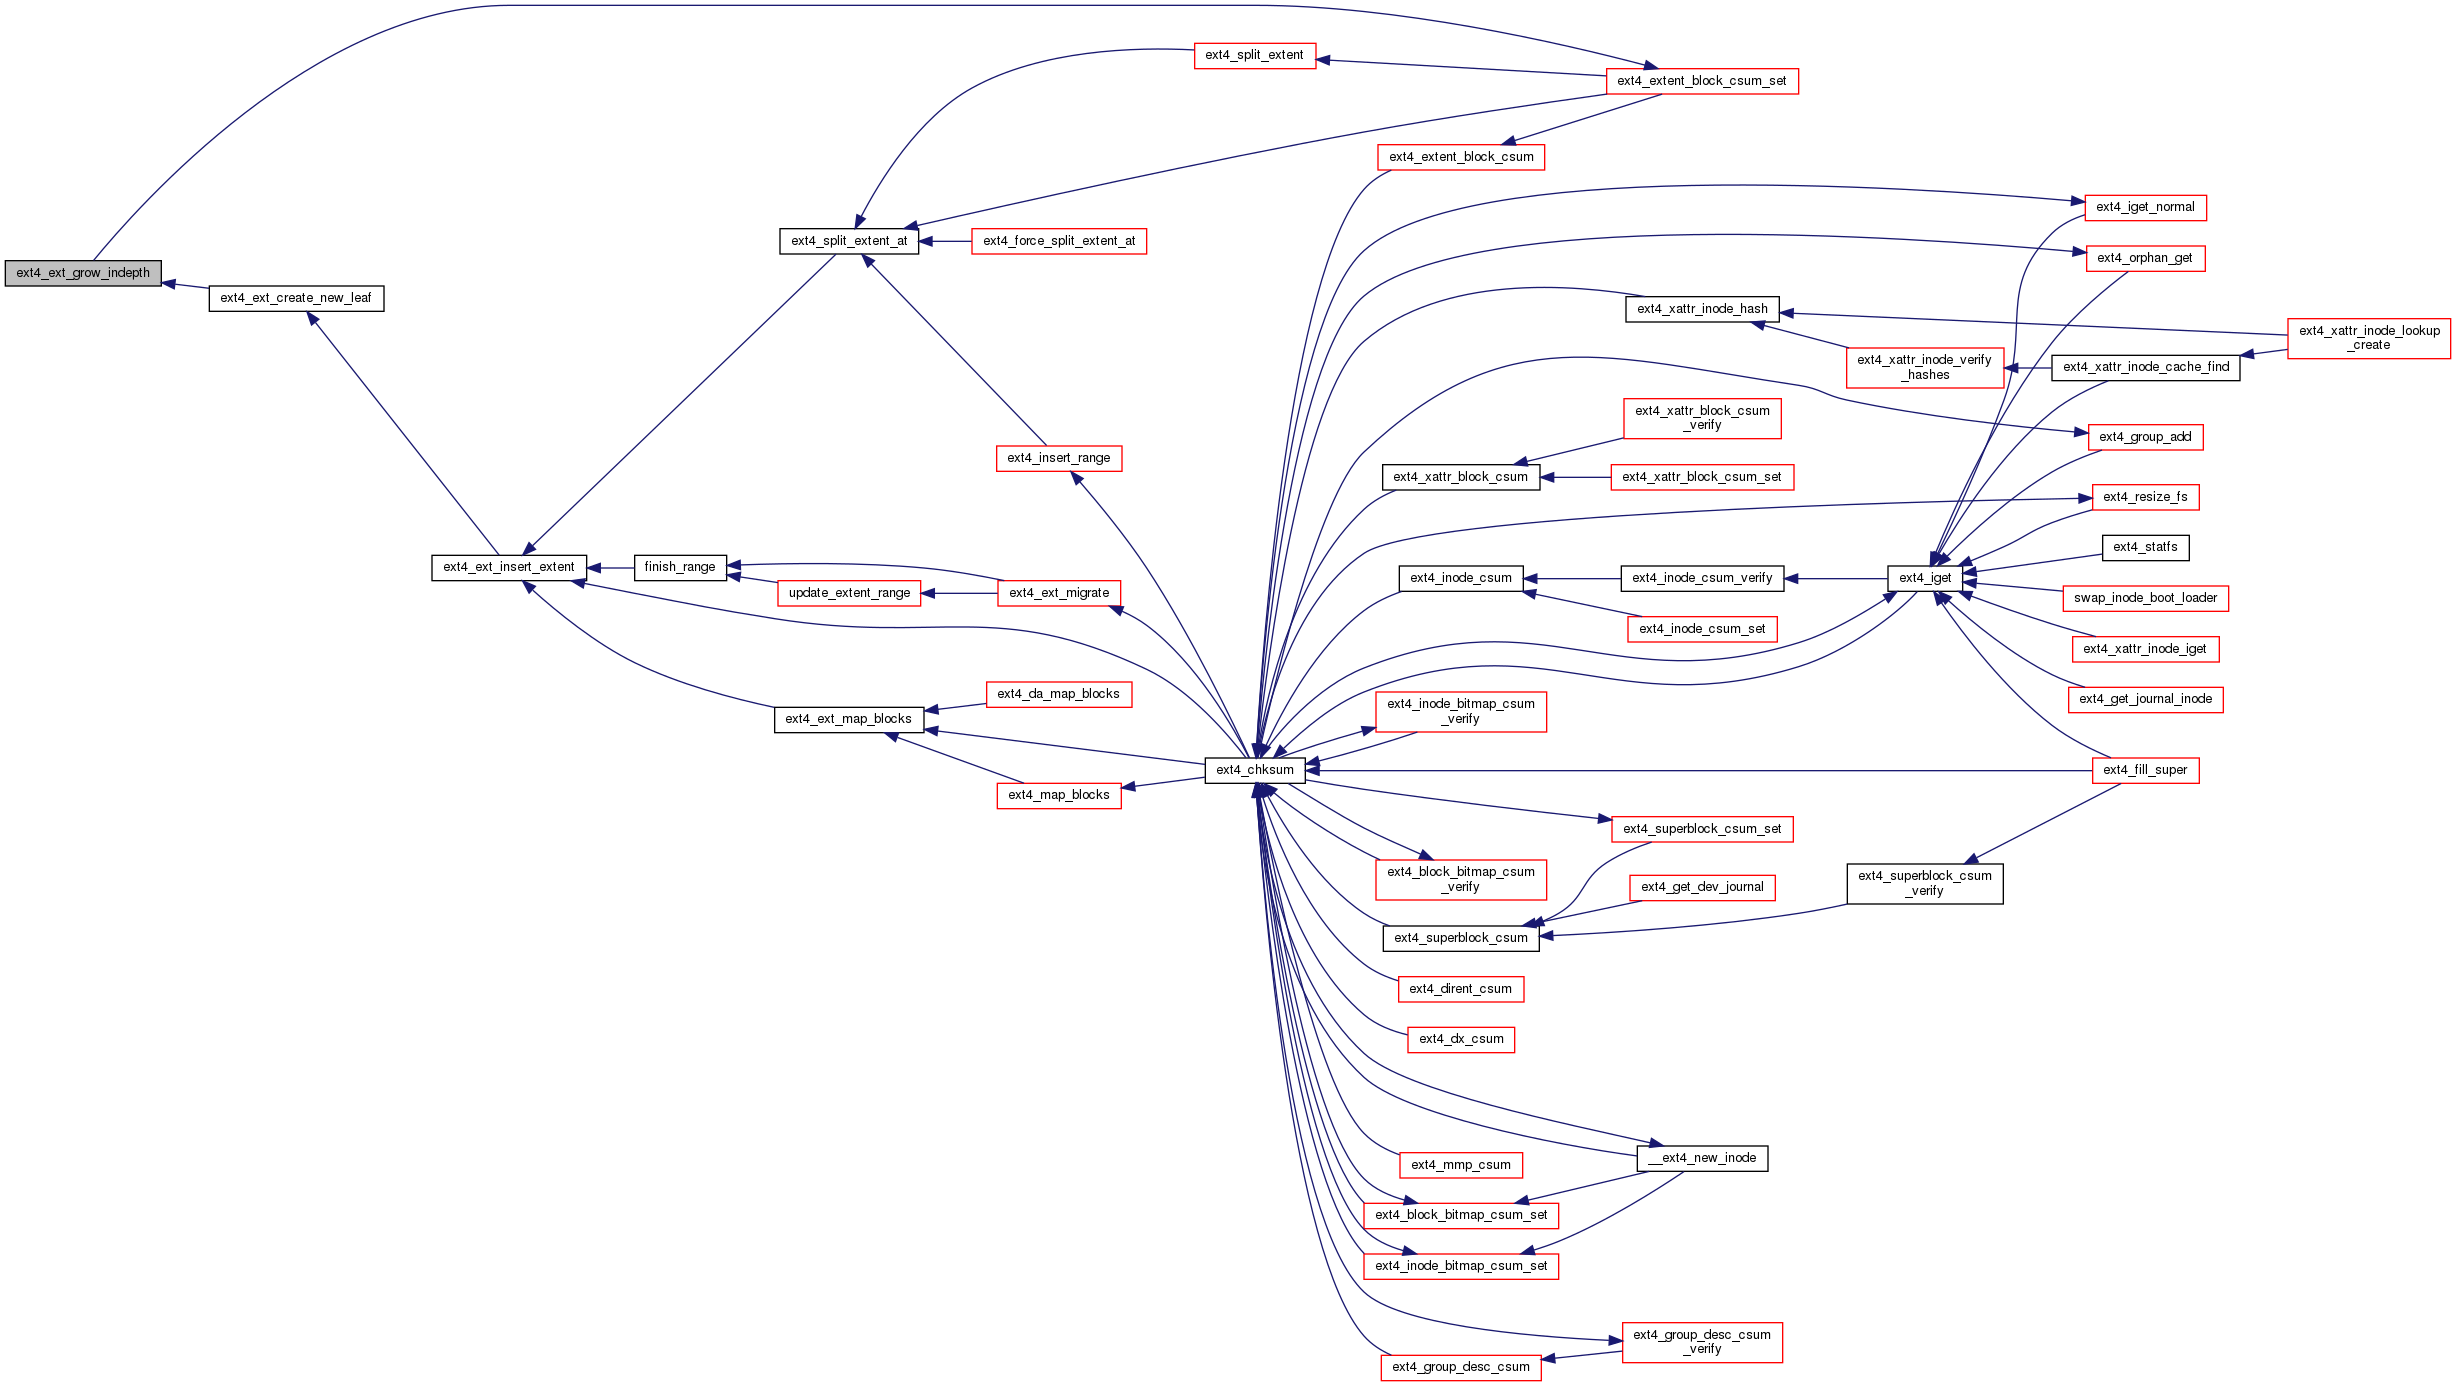 ext4_split_extent
ext4_extent_block_csum_set
ext4_extent_block_csum
ext4_iget_normal
ext4_split_extent_at
ext4_force_split_extent_at
ext4_orphan_get
ext4_ext_grow_indepth
ext4_ext_create_new_leaf
ext4_xattr_inode_hash
ext4_xattr_inode_lookup
_create
ext4_xattr_inode_verify
_hashes
ext4_xattr_inode_cache_find
ext4_xattr_block_csum
_verify
ext4_group_add
ext4_insert_range
ext4_xattr_block_csum
ext4_xattr_block_csum_set
ext4_resize_fs
ext4_statfs
ext4_ext_insert_extent
finish_range
ext4_inode_csum
ext4_inode_csum_verify
ext4_iget
update_extent_range
ext4_ext_migrate
swap_inode_boot_loader
ext4_inode_csum_set
ext4_xattr_inode_iget
ext4_da_map_blocks
ext4_get_journal_inode
ext4_inode_bitmap_csum
_verify
ext4_ext_map_blocks
ext4_chksum
ext4_fill_super
ext4_map_blocks
ext4_superblock_csum_set
ext4_block_bitmap_csum
_verify
ext4_get_dev_journal
ext4_superblock_csum
_verify
ext4_superblock_csum
ext4_dirent_csum
ext4_dx_csum
__ext4_new_inode
ext4_mmp_csum
ext4_block_bitmap_csum_set
ext4_inode_bitmap_csum_set
ext4_group_desc_csum
_verify
ext4_group_desc_csum